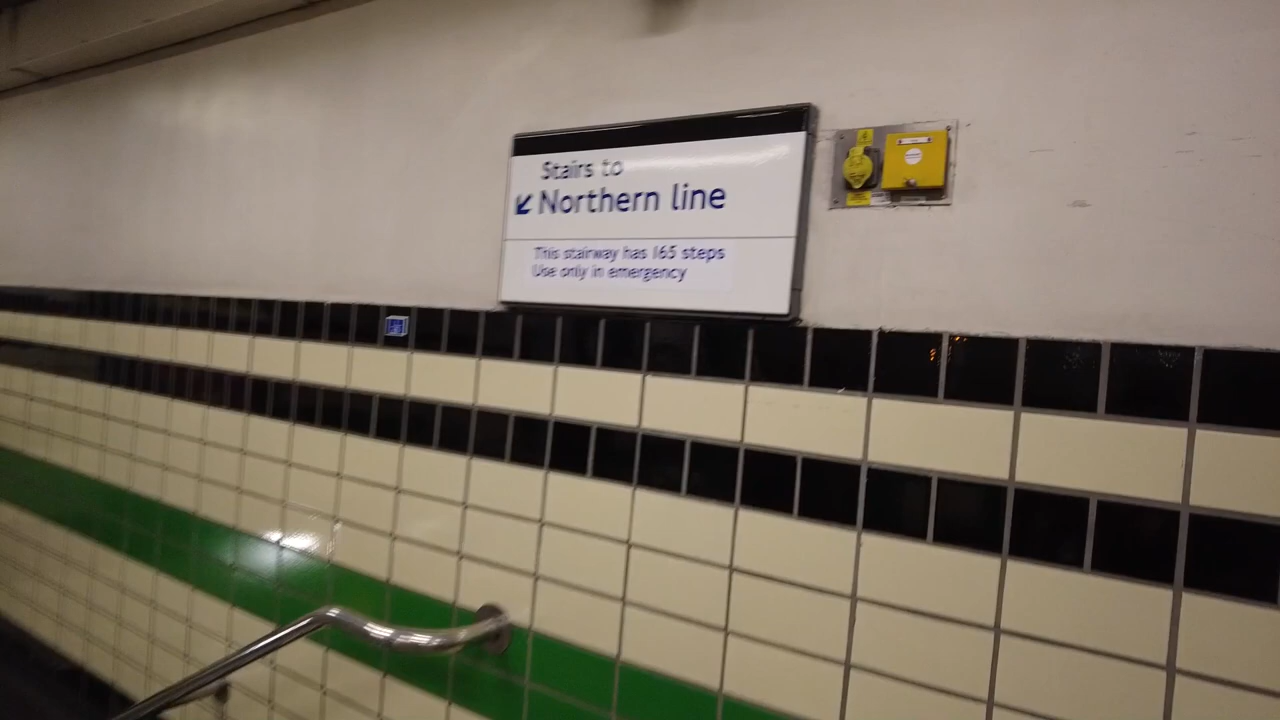 Stairs to
Northern line
This stairway has 165 steps
Use only in emergency